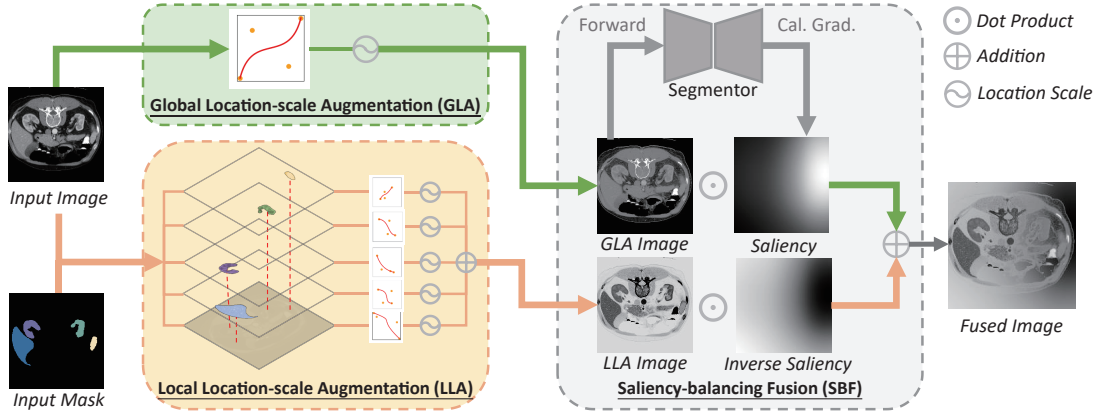 Forward
Cal. Grad.
Segmentor
Dot Product
Addition
Location Scale
Global Location-scale Augmentation (GLA)
Input Image
GLA Image
Saliency
LLA Image
Inverse Saliency
Fused Image
Input Mask
Local Location-scale Augmentation (LLA)
Saliency-balancing Fusion (SBF)